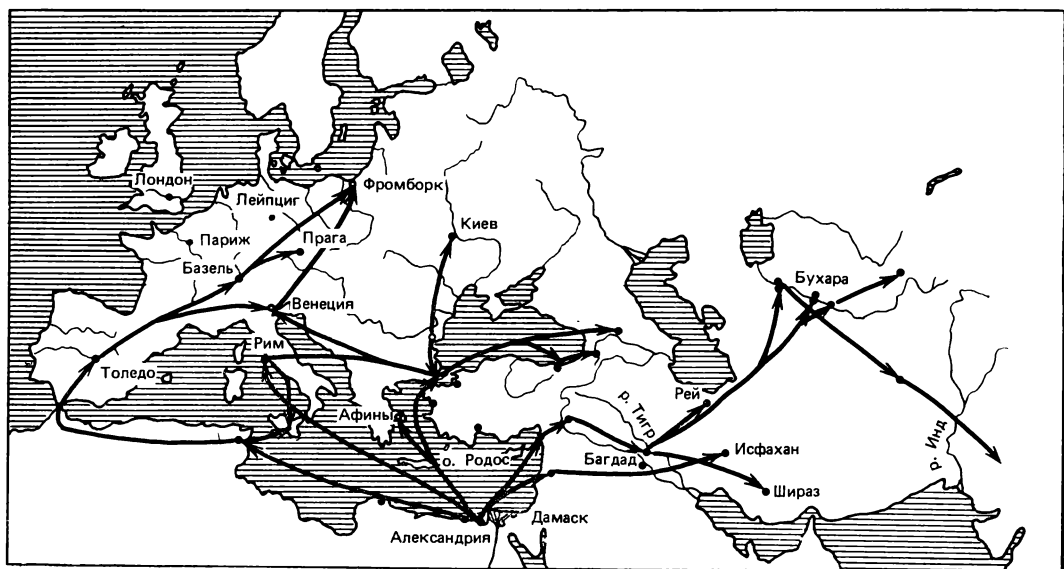 Лондон
Фромборк
Лейпциг
Париж
Прага
Киев
Базель
Бухара
Венеция
Рим
Толедо
Рей
р. Тигр
Афины
о. Родос
Багдад
Исфахан
р. Инд
Шираз
Дамаск
Александрия